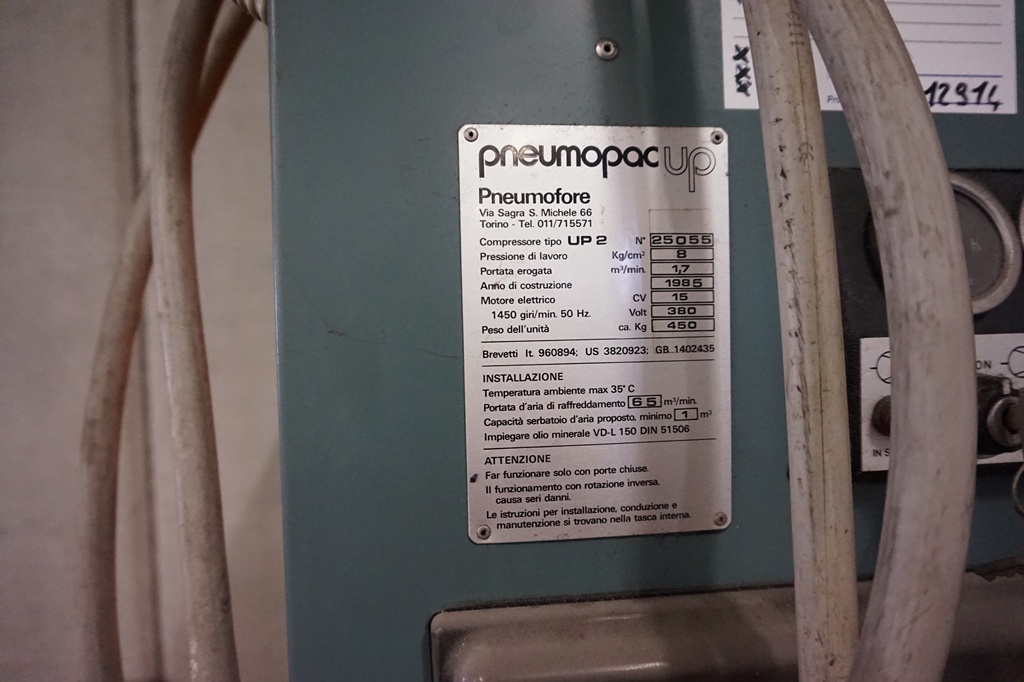 xxx
12914
pneumopac up
Pneumofore
Via Sagra S. Michele 66
Torino - Tel. 011/715571
Compressore tipo UP 2 N° 25055
Pressione di lavoro Kg/cm² 8
Portata erogata m³/min. 1,7
Anno di costruzione 1985
Motore elettrico CV 15
1450 giri/min. 50 Hz. Volt 380
Peso dell'unità ca. Kg 450
Brevetti It. 960894; US 3820923; GB 1402435
INSTALLAZIONE
Temperatura ambiente max 35°C
Portata d'aria di raffreddamento 65 m³/min.
Capacità serbatoio d'aria proposto, minimo 1 m³
Impiegare olio minerale VD-L 150 DIN 51506
ATTENZIONE
Far funzionare solo con porte chiuse.
Il funzionamento con rotazione inversa,
causa seri danni.
Le istruzioni per installazione, conduzione e
manutenzione si trovano nella tasca interna.